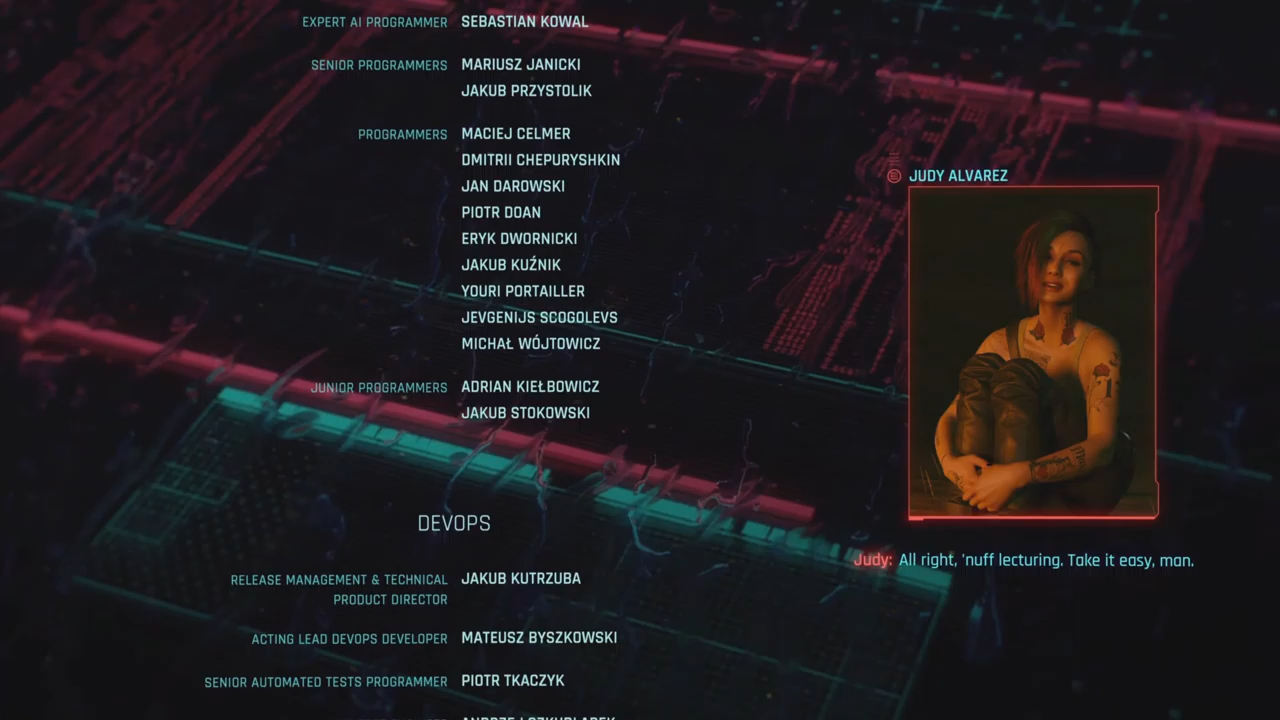 EXPERT AI PROGRAMMER SEBASTIAN KOWAL
SENIOR PROGRAMMERS MARIUSZ JANICKI
JAKUB PRZYSTOLIK
PROGRAMMERS MACIEJ CELMER
DMITRII CHEPURYSHKIN
JAN DAROWSKI
PIOTR DOAN
ERYK DWORNICKI
JAKUB KUŹNIK
YOURI PORTAILLER
JEVGENIJS SCOGOLEVS
MICHAŁ WÓJTOWICZ
JUNIOR PROGRAMMERS ADRIAN KIEŁBOWICZ
JAKUB STOKOWSKI
DEVOPS
RELEASE MANAGEMENT & TECHNICAL JAKUB KUTRZUBA
PRODUCT DIRECTOR
ACTING LEAD DEVOPS DEVELOPER MATEUSZ BYSZKOWSKI
SENIOR AUTOMATED TESTS PROGRAMMER PIOTR TKACZYK
JUDY ALVAREZ
Judy: All right, 'nuff lecturing. Take it easy, man.